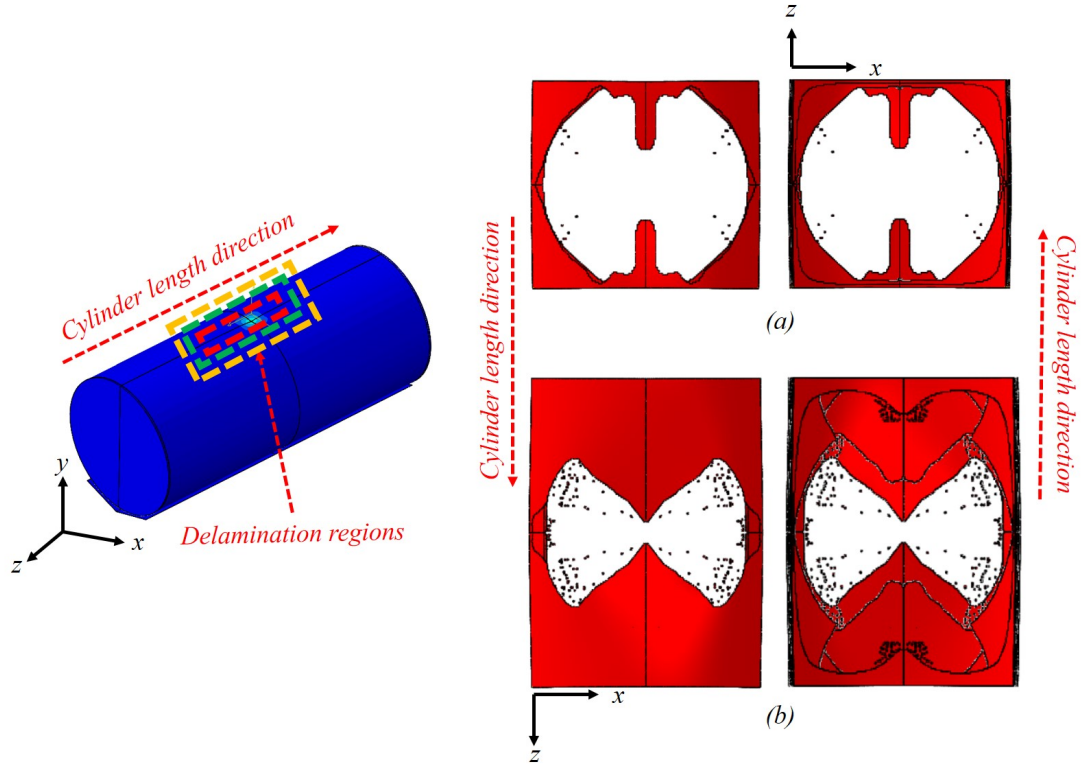 Cylinder length direction
Delamination regions
y
x
z
z
x
Cylinder length direction
Cylinder length direction
(a)
x
z
(b)